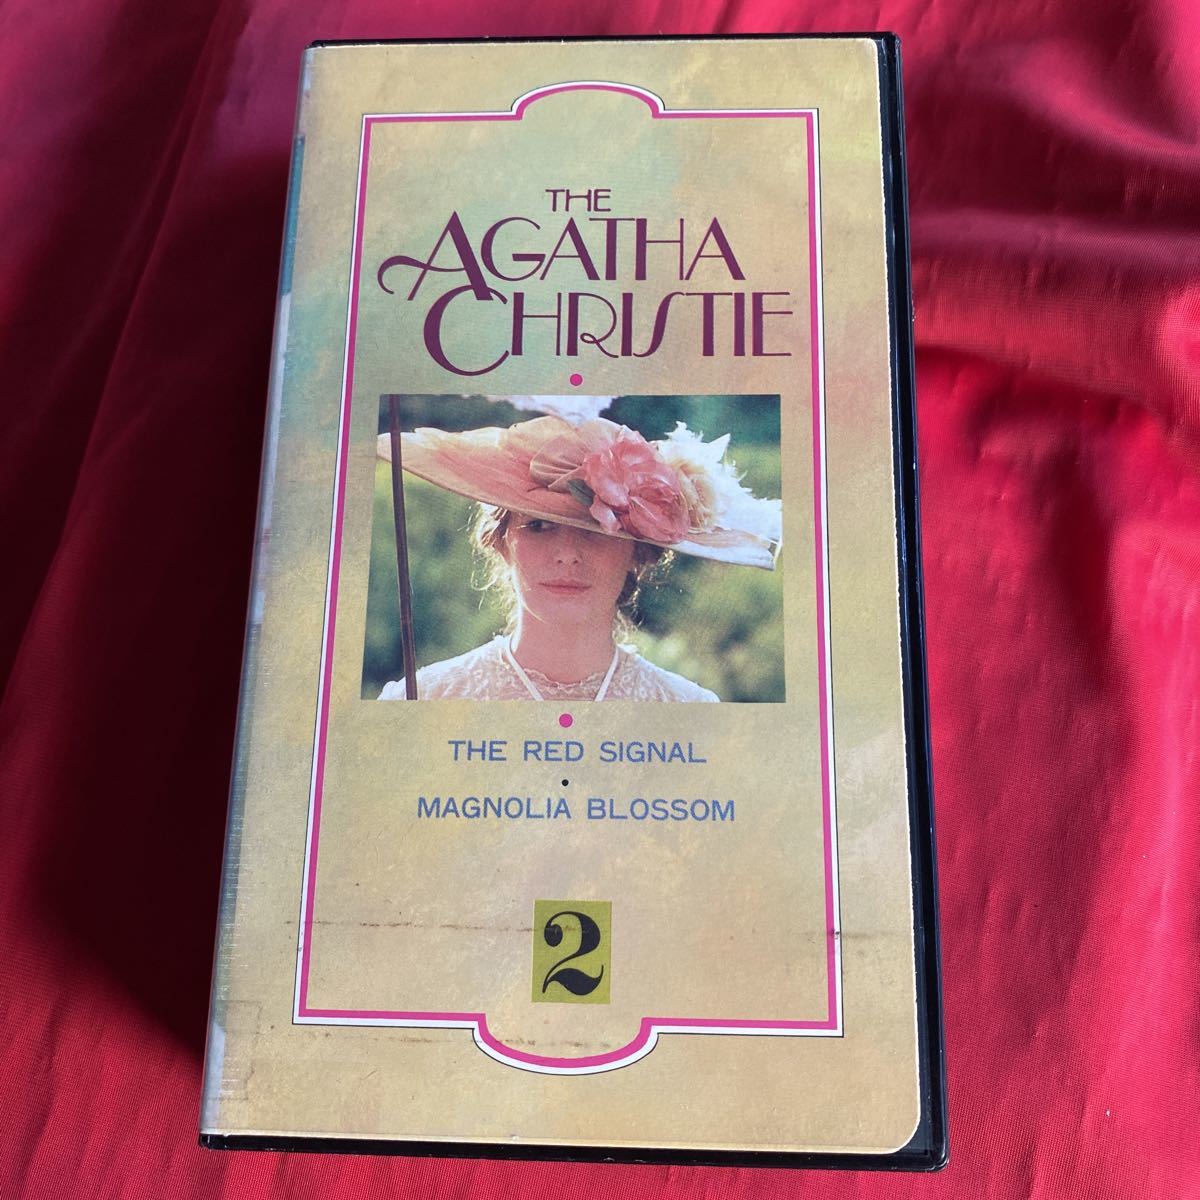 THE
AGATHA
CHRISTIE
THE RED SIGNAL
•
MAGNOLIA BLOSSOM
2